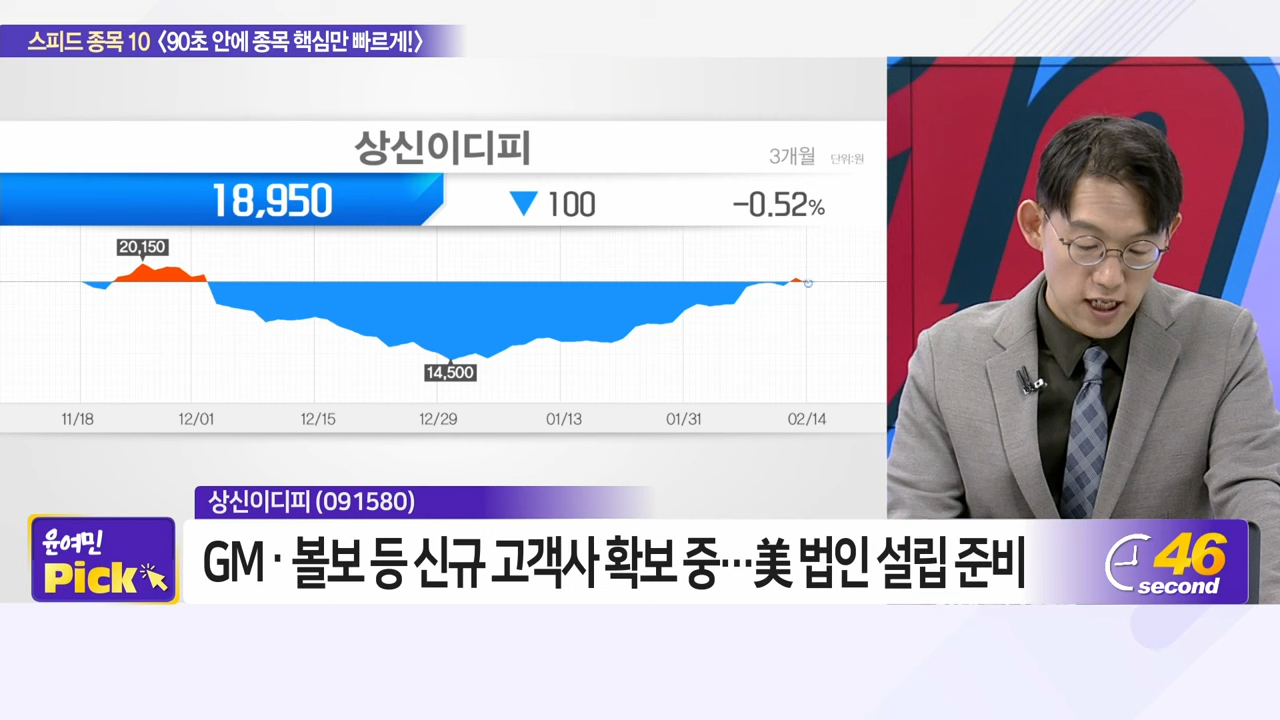 스피드 종목 10 〈90초 안에 종목 핵심만 빠르게!〉
상신이디피
3개월 단위:원
18,950 ▼ 100 -0.52%
20,150
14,500
11/18 12/01 12/15 12/29 01/13 01/31 02/14
상신이디피 (091580)
윤여민
Pick
GM · 볼보 등 신규 고객사 확보 중…美 법인 설립 준비
46
second